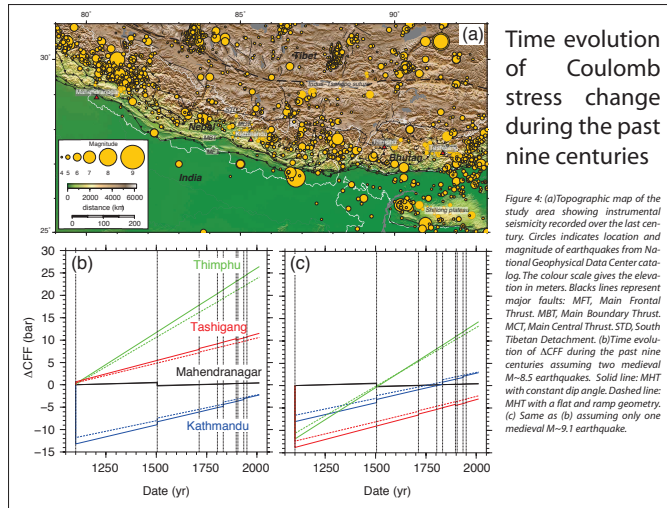 80° 85° 90°
(a)
Tibet
Nepal
India
Bhutan
Shillong plateau
Magnitude
4 5 6 7 8 9
0 2000 4000 6000
distance (km)
0 100 200
25°
Time evolution
of Coulomb
stress change
during the past
nine centuries
Figure 4: (a)Topographic map of the
study area showing instrumental
seismicity recorded over the last cen-
tury. Circles indicates location and
magnitude of earthquakes from Na-
tional Geophysical Data Center cata-
log. The colour scale gives the eleva-
tion in meters. Blacks lines represent
major faults: MFT, Main Frontal
Thrust. MBT, Main Boundary Thrust.
MCT, Main Central Thrust. STD, South
Tibetan Detachment. (b)Time evolu-
tion of ΔCFF during the past nine
centuries assuming two medieval
M~8.5 earthquakes. Solid line: MHT
with constant dip angle. Dashed line:
MHT with a flat and ramp geometry.
(c) Same as (b) assuming only one
medieval M~9.1 earthquake.
30
25
20
15
10
5
0
−5
−10
−15
ΔCFF (bar)
(b)
Thimphu
Tashigang
Mahendranagar
Kathmandu
1250 1500 1750 2000
Date (yr)
(c)
1250 1500 1750 2000
Date (yr)